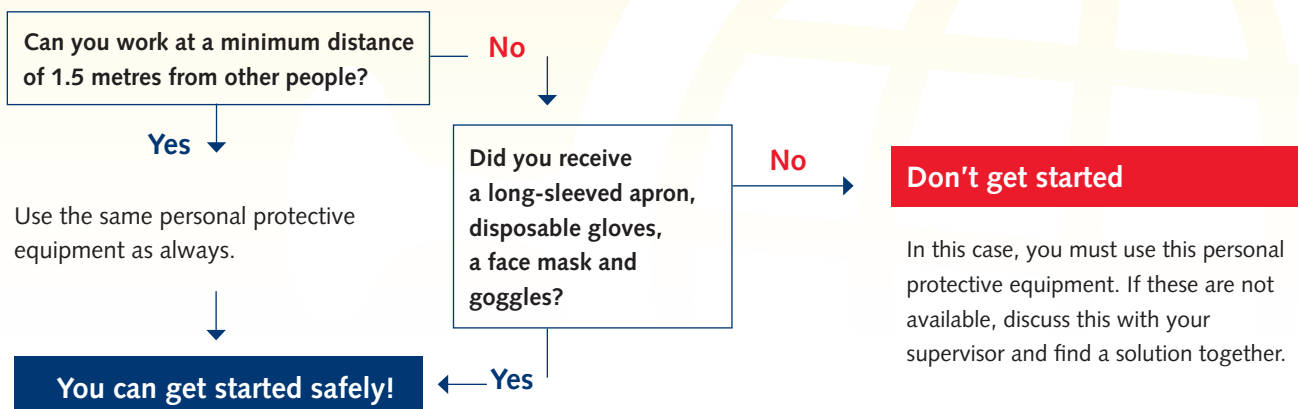 Can you work at a minimum distance
of 1.5 metres from other people?
No
Yes
Did you receive
a long-sleeved apron,
disposable gloves,
a face mask and
goggles?
No
Don't get started
Use the same personal protective
equipment as always.
In this case, you must use this personal
protective equipment. If these are not
available, discuss this with your
supervisor and find a solution together.
You can get started safely!
Yes